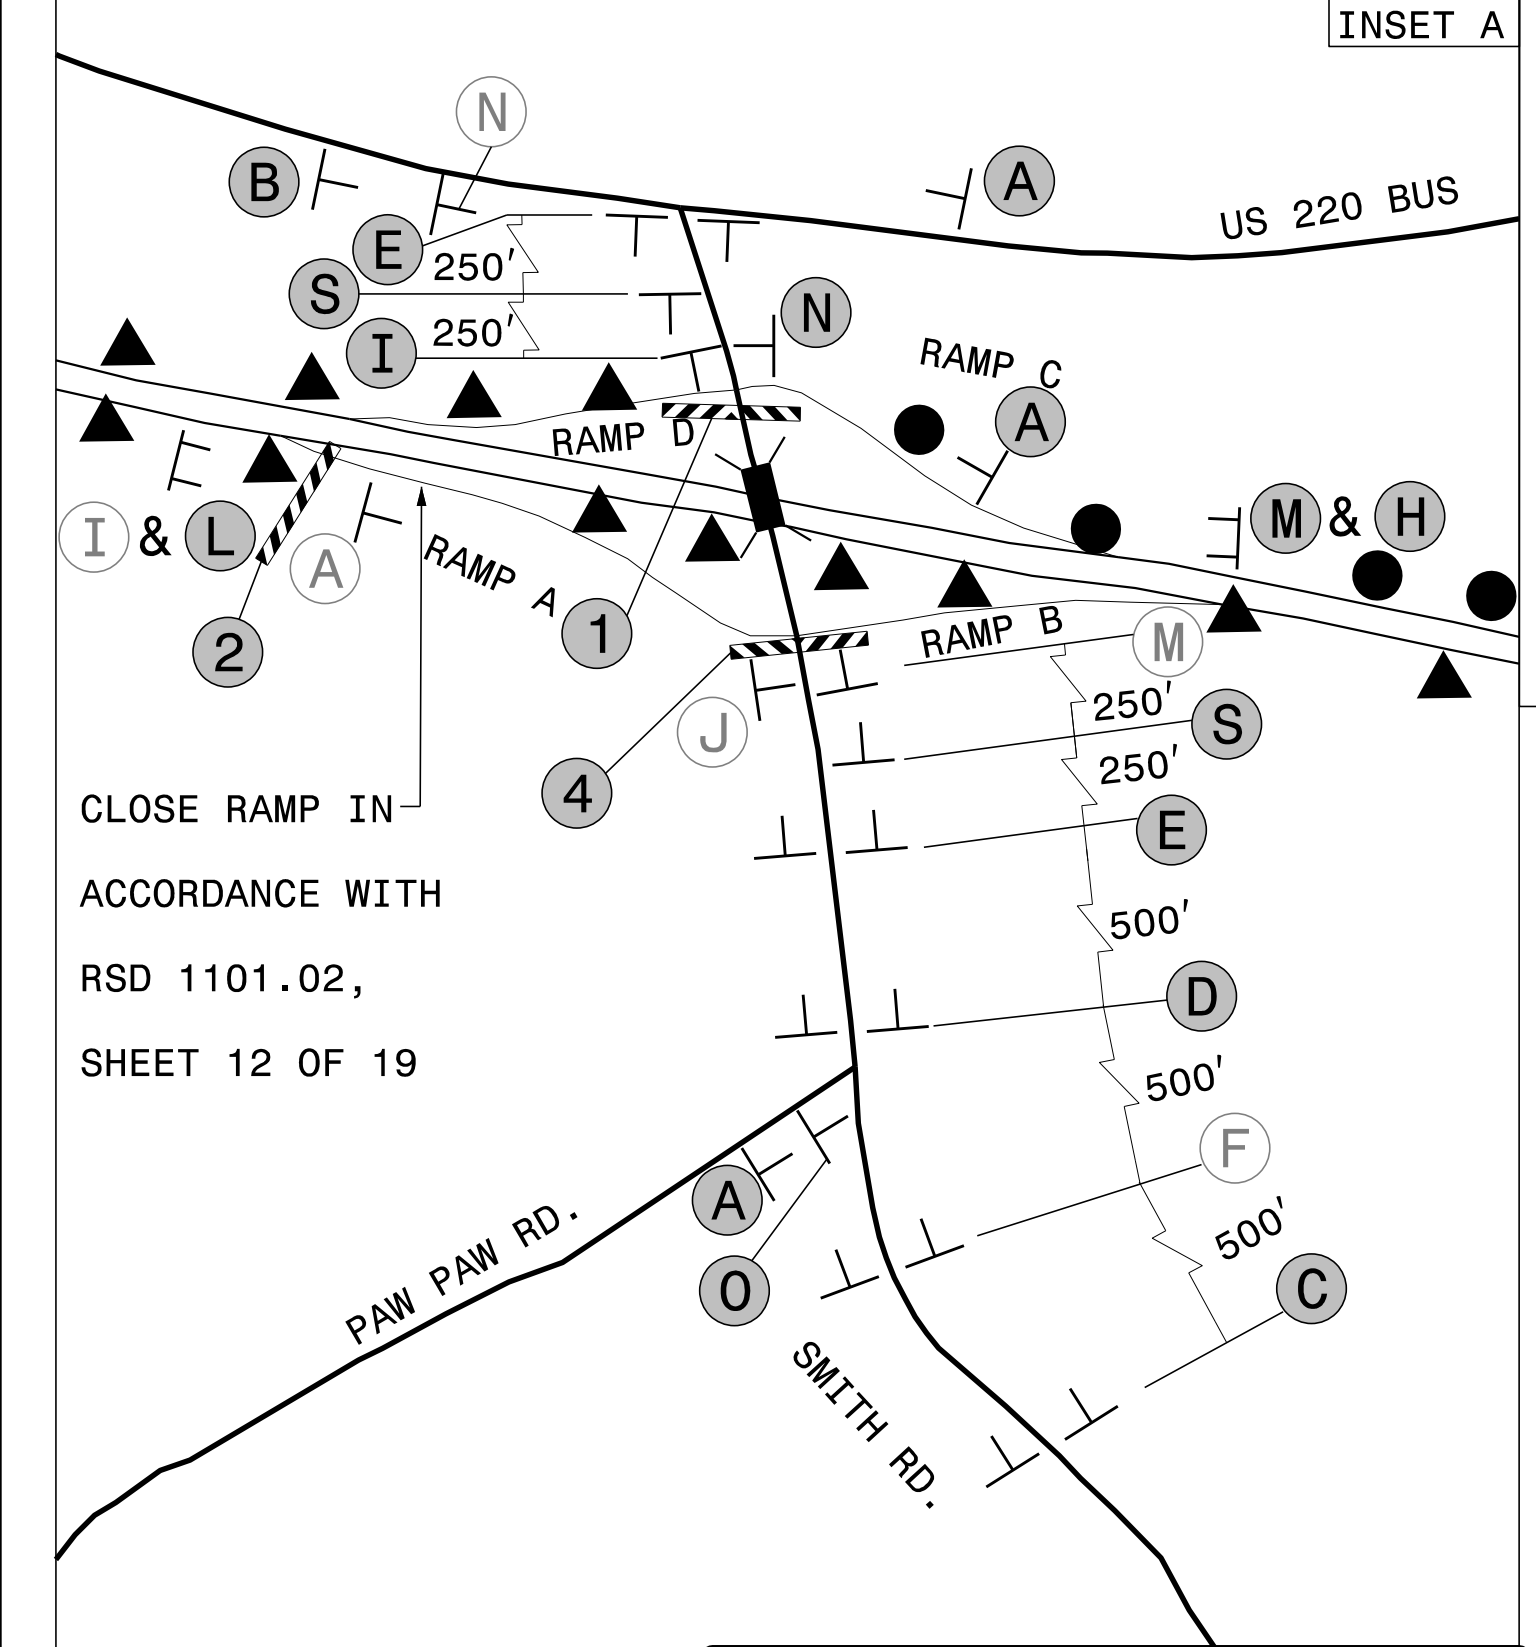 INSET A
N
B
A
US 220 BUS
E
250'
S
N
250'
I
RAMP C
A
RAMP D
I & L
A
M & H
RAMP A
1
2
RAMP B
M
J
250'
S
4
250'
E
CLOSE RAMP IN
ACCORDANCE WITH
RSD 1101.02,
SHEET 12 OF 19
500'
D
500'
F
A
PAW PAW RD.
500'
O
C
SMITH RD.